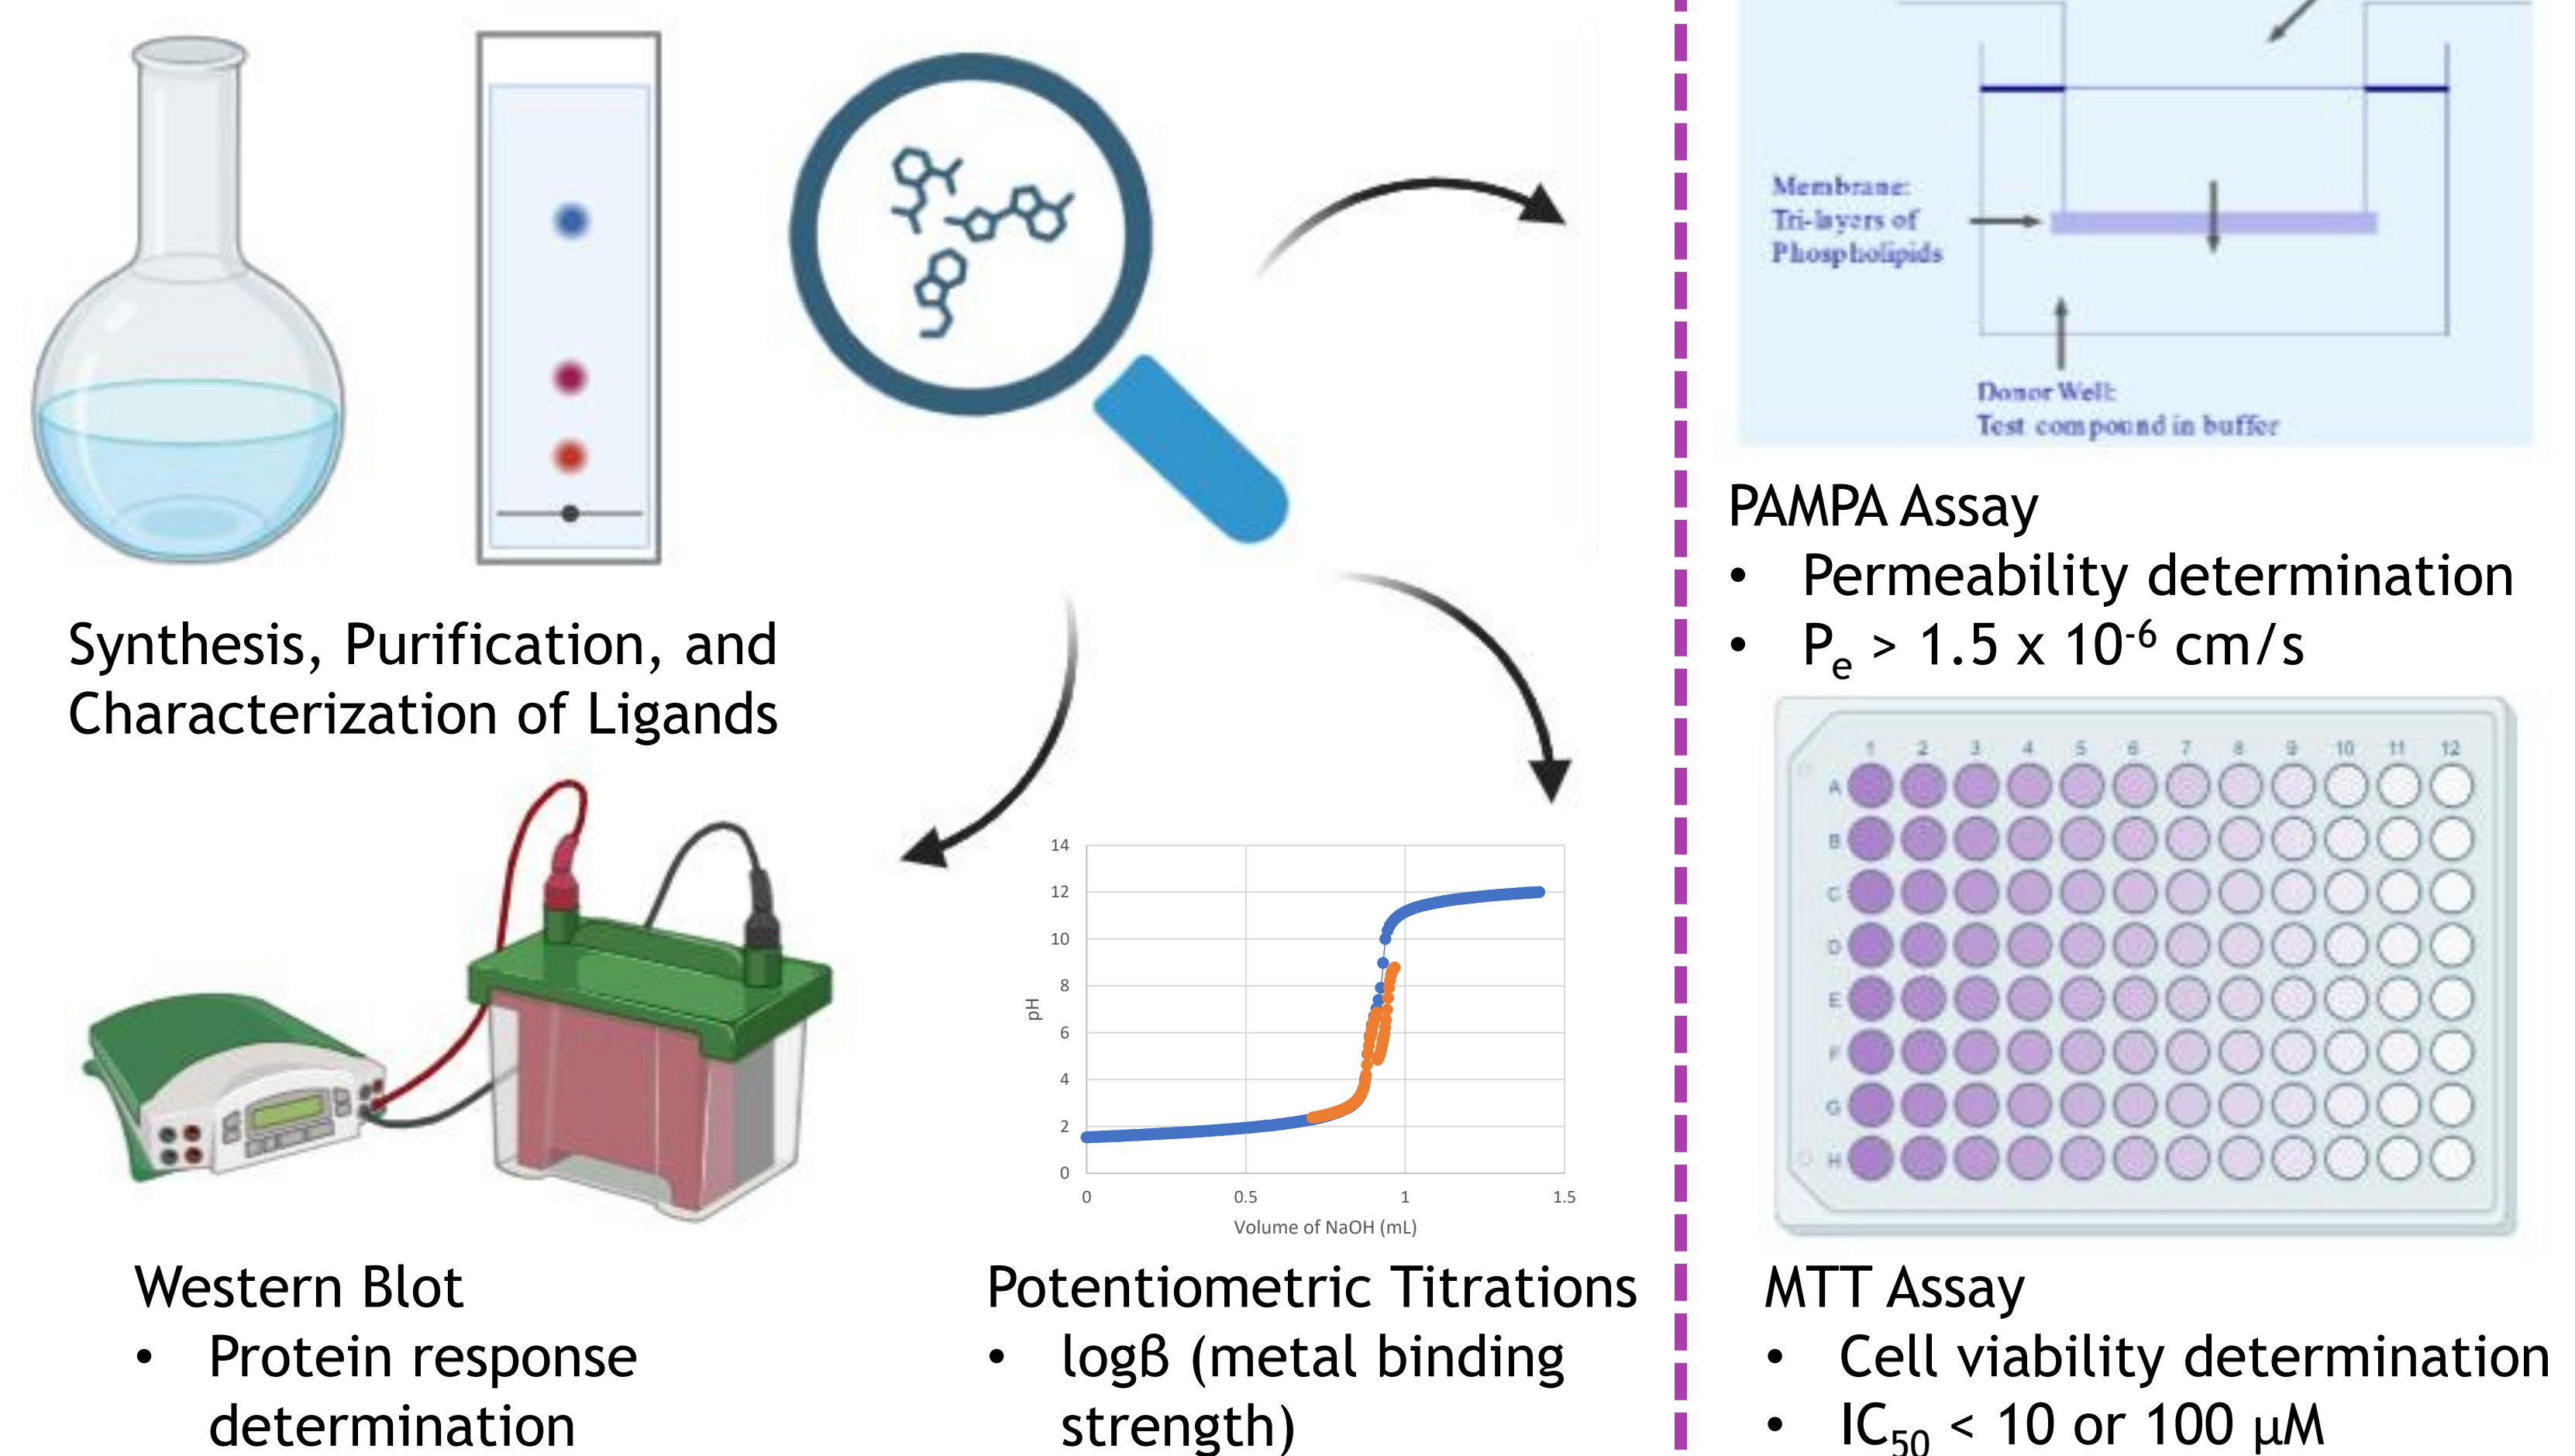 Synthesis, Purification, and
Characterization of Ligands
Western Blot
• Protein response
determination
14
12
10
8
6
4
2
0
pH
0 0.5 1 1.5
Volume of NaOH (mL)
Potentiometric Titrations
• logß (metal binding
strength)
Membrane:
Tri-layers of
Phospholipids
Donor Well:
Test compound in buffer
PAMPA Assay
• Permeability determination
• Pe > 1.5 x 10-6 cm/s
1 2 3 4 5 6 7 8 9 10 11 12
A
B
C
D
E
F
G
H
MTT Assay
• Cell viability determination
• IC50 < 10 or 100 µM